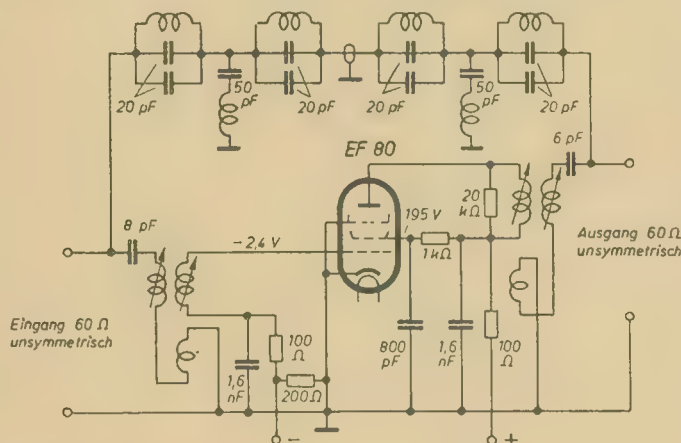 20 pF
50
pF
20 pF
20 pF
50
pF
20 pF
EF 80
6 pF
8 pF
– 2,4 V
195 V
20
kΩ
1 kΩ
Ausgang 60 Ω
unsymmetrisch
Eingang 60 Ω
unsymmetrisch
1,6
nF
100
Ω
200 Ω
800
pF
1,6
nF
100
Ω
–
+